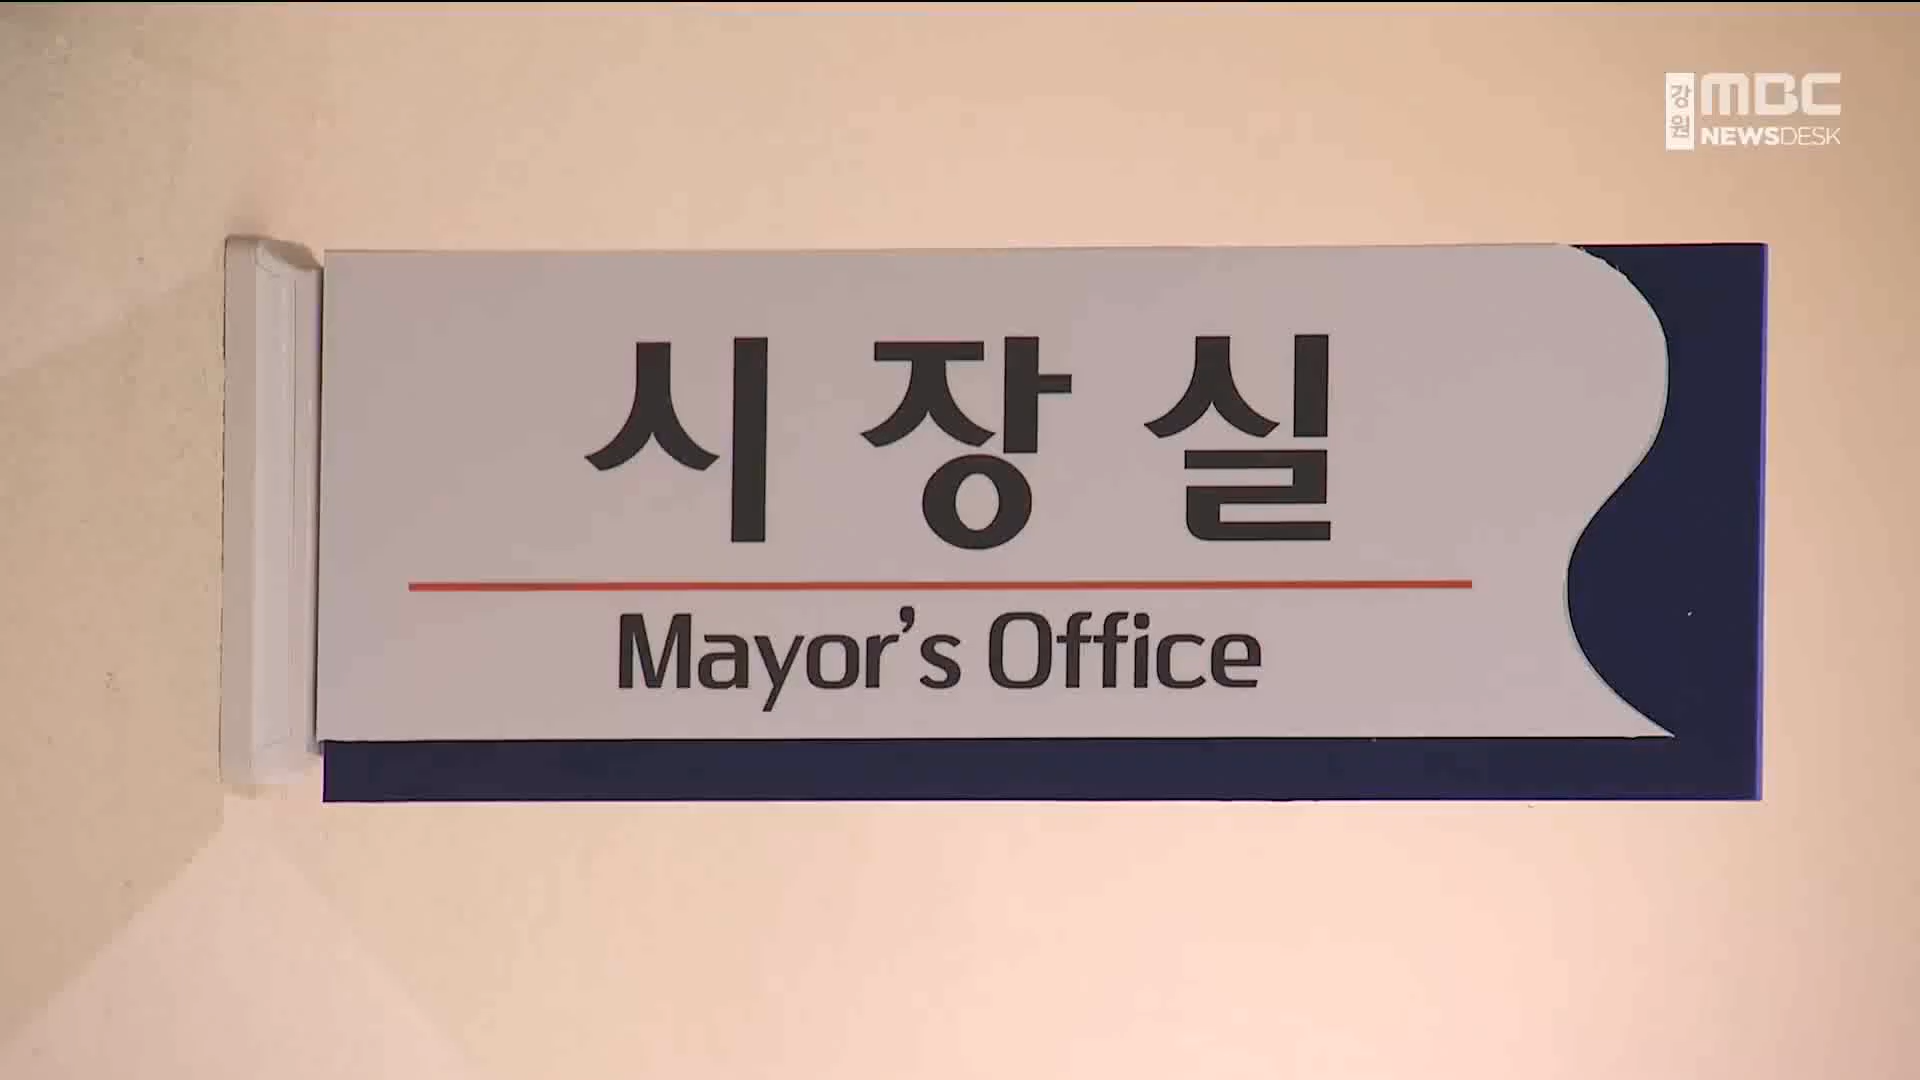 강원 MBC
NEWSDESK
시장실
Mayor's Office